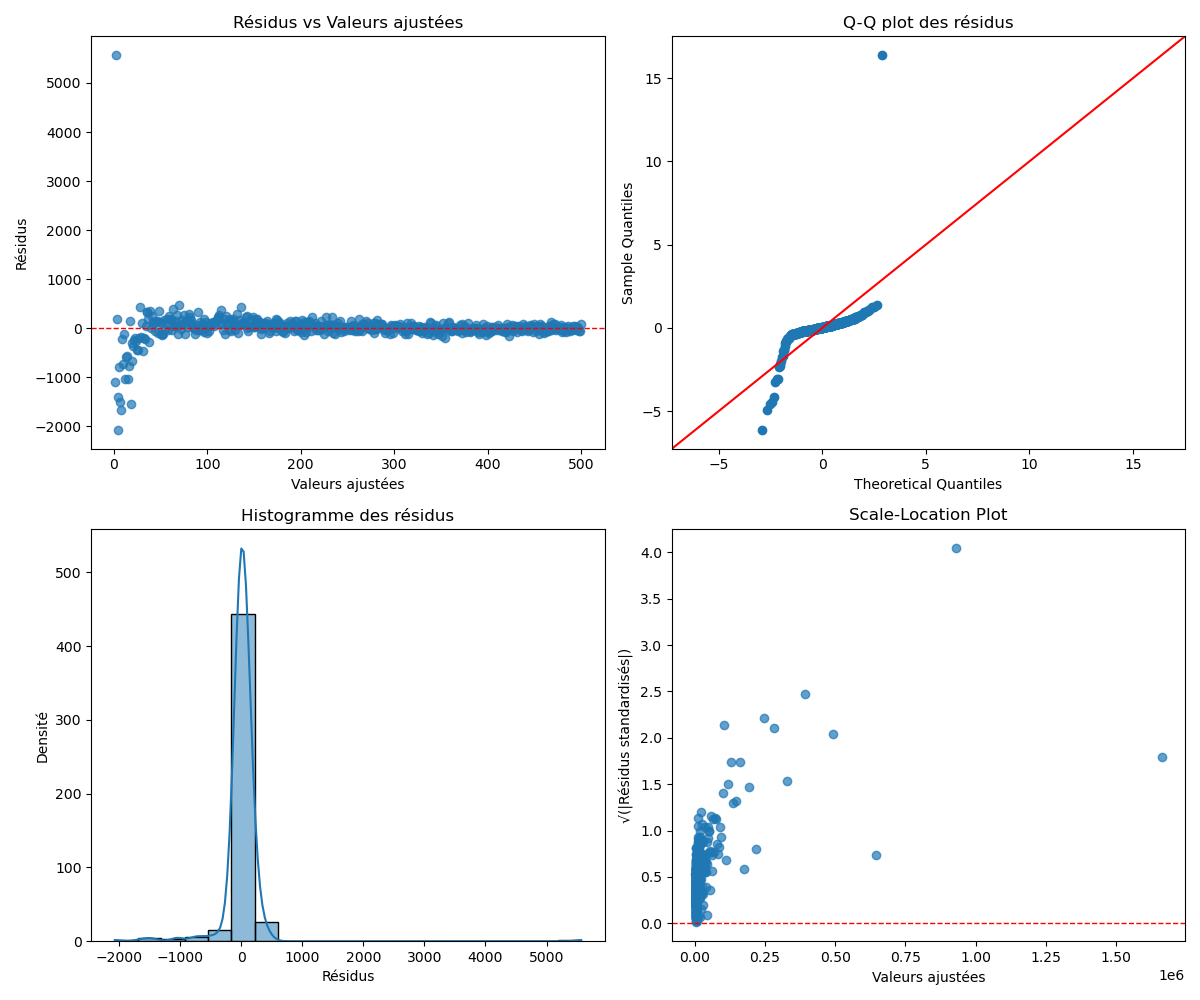 Résidus vs Valeurs ajustées
5000
4000
3000
2000
1000
0
−1000
−2000
Résidus
0 100 200 300 400 500
Valeurs ajustées
Q-Q plot des résidus
15
10
5
0
−5
Sample Quantiles
−5 0 5 10 15
Theoretical Quantiles
Histogramme des résidus
500
400
300
200
100
0
Densité
−2000 −1000 0 1000 2000 3000 4000 5000
Résidus
Scale-Location Plot
4.0
3.5
3.0
2.5
2.0
1.5
1.0
0.5
0.0
√(|Résidus standardisés|)
0.00 0.25 0.50 0.75 1.00 1.25 1.50
1e6
Valeurs ajustées